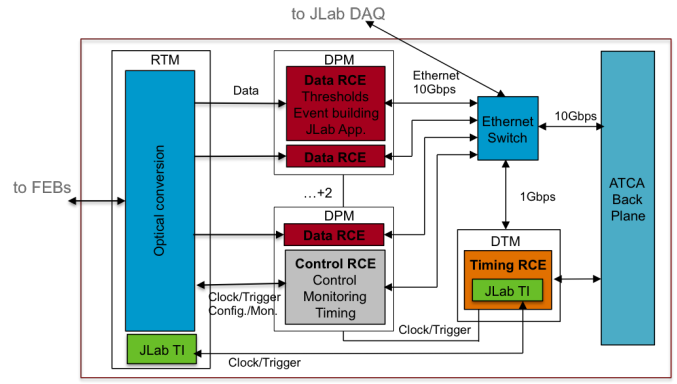 to JLab DAQ
RTM
DPM
Data
Data RCE
Thresholds
Event building
JLab App.
Ethernet
10Gbps
Ethernet
Switch
10Gbps
Data RCE
to FEBs
Optical conversion
...+2
1Gbps
ATCA
Back
Plane
DPM
Data RCE
DTM
Control RCE
Control
Monitoring
Timing
Timing RCE
JLab TI
Clock/Trigger
Config./Mon.
Clock/Trigger
JLab TI
Clock/Trigger